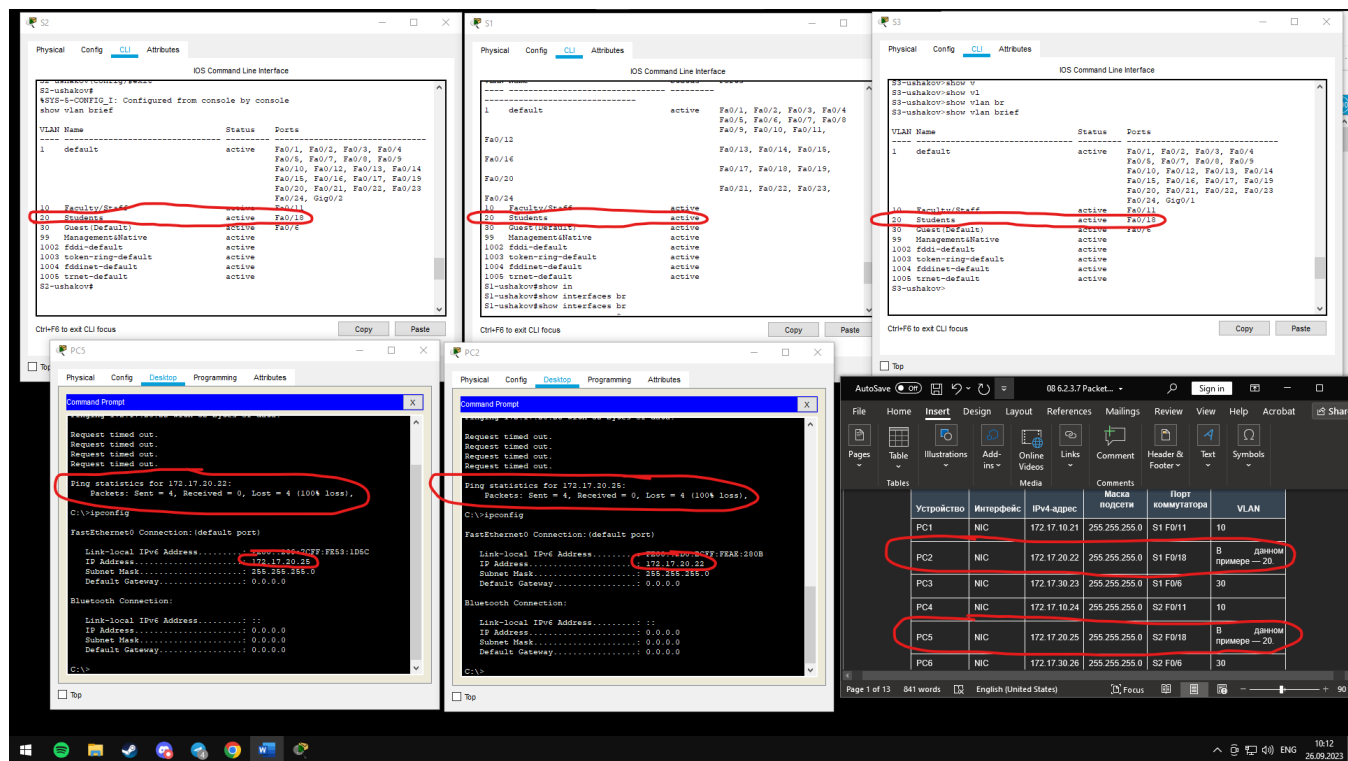 S2
Physical Config CLI Attributes
IOS Command Line Interface
S2-ushakov#
%SYS-5-CONFIG_I: Configured from console by console
show vlan brief
VLAN Name Status Ports
1 default active Fa0/1, Fa0/2, Fa0/3, Fa0/4
Fa0/5, Fa0/7, Fa0/8, Fa0/9
Fa0/10, Fa0/12, Fa0/13, Fa0/14
Fa0/15, Fa0/16, Fa0/17, Fa0/19
Fa0/20, Fa0/21, Fa0/22, Fa0/23
Fa0/24, Gig0/2
10 Faculty/Staff active Fa0/11
20 Students active Fa0/18
30 Guest(Default) active Fa0/6
99 Management&Native active
1002 fddi-default active
1003 token-ring-default active
1004 fddinet-default active
1005 trnet-default active
S2-ushakov#
Ctrl+F6 to exit CLI focus
Copy Paste
Top
S1
Physical Config CLI Attributes
IOS Command Line Interface
1 default active Fa0/1, Fa0/2, Fa0/3, Fa0/4
Fa0/5, Fa0/6, Fa0/7, Fa0/8
Fa0/9, Fa0/10, Fa0/11,
Fa0/12
Fa0/13, Fa0/14, Fa0/15,
Fa0/16
Fa0/17, Fa0/18, Fa0/19,
Fa0/20
Fa0/21, Fa0/22, Fa0/23,
Fa0/24
10 Faculty/Staff active
20 Students active
30 Guest(Default) active
99 Management&Native active
1002 fddi-default active
1003 token-ring-default active
1004 fddinet-default active
1005 trnet-default active
S1-ushakov#show in
S1-ushakov#show interfaces br
S1-ushakov#show interfaces br
Ctrl+F6 to exit CLI focus
Copy Paste
S3
Physical Config CLI Attributes
IOS Command Line Interface
S3-ushakov>show v
S3-ushakov>show vl
S3-ushakov>show vlan br
S3-ushakov>show vlan brief
VLAN Name Status Ports
1 default active Fa0/1, Fa0/2, Fa0/3, Fa0/4
Fa0/5, Fa0/7, Fa0/8, Fa0/9
Fa0/10, Fa0/12, Fa0/13, Fa0/14
Fa0/15, Fa0/16, Fa0/17, Fa0/19
Fa0/20, Fa0/21, Fa0/22, Fa0/23
Fa0/24, Gig0/1
10 Faculty/Staff active Fa0/11
20 Students active Fa0/18
30 Guest(Default) active Fa0/6
99 Management&Native active
1002 fddi-default active
1003 token-ring-default active
1004 fddinet-default active
1005 trnet-default active
S3-ushakov>
Ctrl+F6 to exit CLI focus
Copy Paste
Top
PC5
Physical Config Desktop Programming Attributes
Command Prompt X
Request timed out.
Request timed out.
Request timed out.
Request timed out.
Ping statistics for 172.17.20.22:
Packets: Sent = 4, Received = 0, Lost = 4 (100% loss),
C:\>ipconfig
FastEthernet0 Connection:(default port)
Link-local IPv6 Address.........:
IP Address......................: 172.17.20.25
Subnet Mask.....................: 255.255.255.0
Default Gateway.................: 0.0.0.0
Bluetooth Connection:
Link-local IPv6 Address.........: ::
IP Address......................: 0.0.0.0
Subnet Mask.....................: 0.0.0.0
Default Gateway.................: 0.0.0.0
C:\>
Top
PC2
Physical Config Desktop Programming Attributes
Command Prompt X
Request timed out.
Request timed out.
Request timed out.
Request timed out.
Ping statistics for 172.17.20.25:
Packets: Sent = 4, Received = 0, Lost = 4 (100% loss),
C:\>ipconfig
FastEthernet0 Connection:(default port)
Link-local IPv6 Address.........:
IP Address......................: 172.17.20.22
Subnet Mask.....................: 255.255.255.0
Default Gateway.................: 0.0.0.0
Bluetooth Connection:
Link-local IPv6 Address.........: ::
IP Address......................: 0.0.0.0
Subnet Mask.....................: 0.0.0.0
Default Gateway.................: 0.0.0.0
C:\>
Top
AutoSave Off 08 6.2.3.7 Packet... Sign in
File Home Insert Design Layout References Mailings Review View Help Acrobat Shar
Pages Table Illustrations Add-ins Online Videos Links Comment Header & Footer Text Symbols
Tables Media Comments
Устройство Интерфейс IPv4-адрес Маска подсети Порт коммутатора VLAN
PC1 NIC 172.17.10.21 255.255.255.0 S1 F0/11 10
PC2 NIC 172.17.20.22 255.255.255.0 S1 F0/18 В данном примере — 20.
PC3 NIC 172.17.30.23 255.255.255.0 S1 F0/6 30
PC4 NIC 172.17.10.24 255.255.255.0 S2 F0/11 10
PC5 NIC 172.17.20.25 255.255.255.0 S2 F0/18 В данном примере — 20.
PC6 NIC 172.17.30.26 255.255.255.0 S2 F0/6 30
Page 1 of 13 841 words English (United States) Focus 90
ENG 10:12
26.09.2023